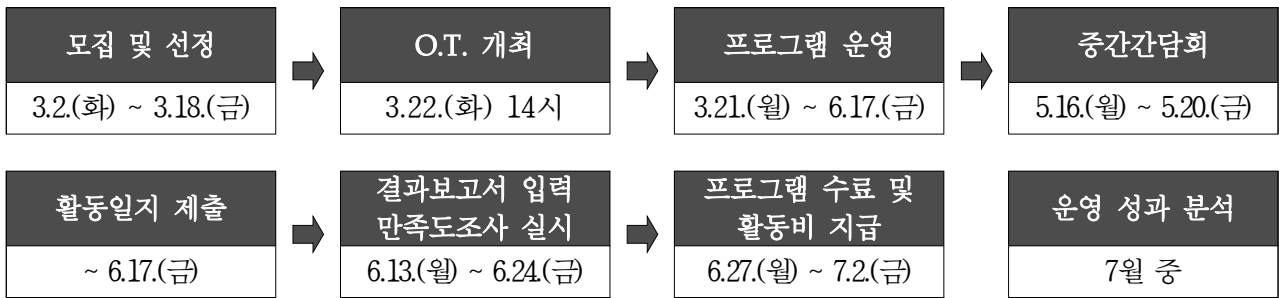 모집 및 선정
3.2.(화) ~ 3.18.(금)
O.T. 개최
3.22.(화) 14시
프로그램 운영
3.21.(월) ~ 6.17.(금)
중간간담회
5.16.(월) ~ 5.20.(금)
활동일지 제출
~ 6.17.(금)
결과보고서 입력
만족도조사 실시
6.13.(월) ~ 6.24.(금)
프로그램 수료 및
활동비 지급
6.27.(월) ~ 7.2.(금)
운영 성과 분석
7월 중